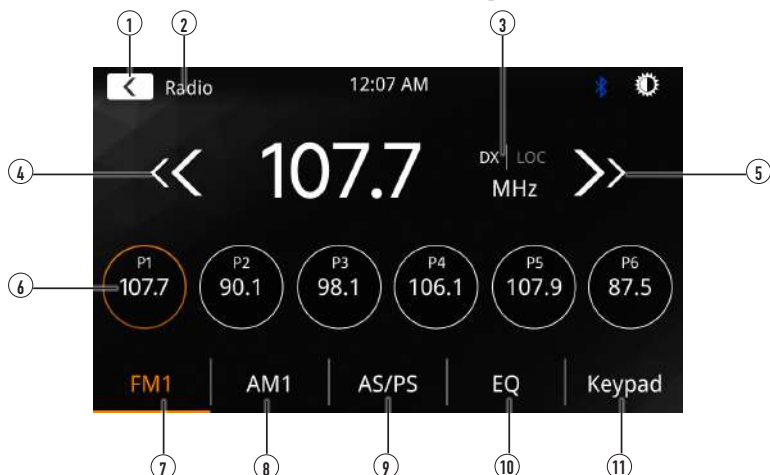 1 2 3
Radio 12:07 AM
4 107.7 DX LOC 5
MHz
P1 P2 P3 P4 P5 P6
6 107.7 90.1 98.1 106.1 107.9 87.5
FM1 AM1 AS/PS EQ Keypad
7 8 9 10 11